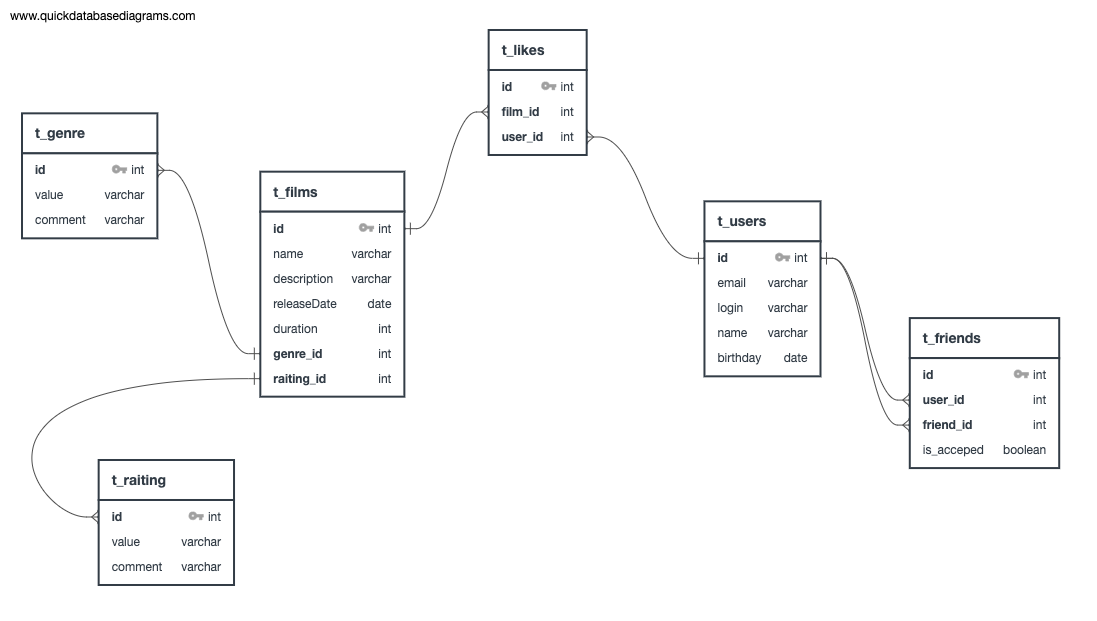 www.quickdatabasediagrams.com
t_likes
id int
film_id int
user_id int
t_genre
id int
value varchar
comment varchar
t_films
id int
name varchar
description varchar
releaseDate date
duration int
genre_id int
raiting_id int
t_users
id int
email varchar
login varchar
name varchar
birthday date
t_friends
id int
user_id int
friend_id int
is_acceped boolean
t_raiting
id int
value varchar
comment varchar